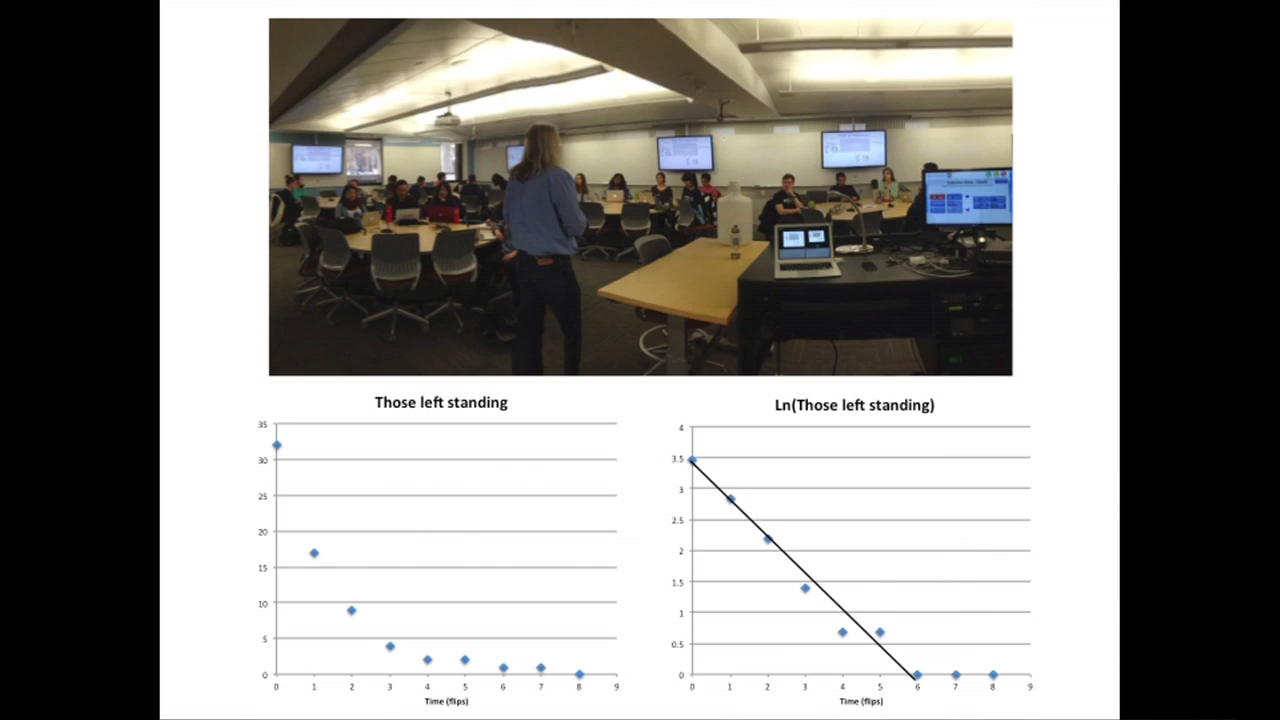 Those left standing
35
30
25
20
15
10
5
0
0 1 2 3 4 5 6 7 8 9
Time (flips)
Ln(Those left standing)
4
3.5
3
2.5
2
1.5
1
0.5
0
0 1 2 3 4 5 6 7 8 9
Time (flips)